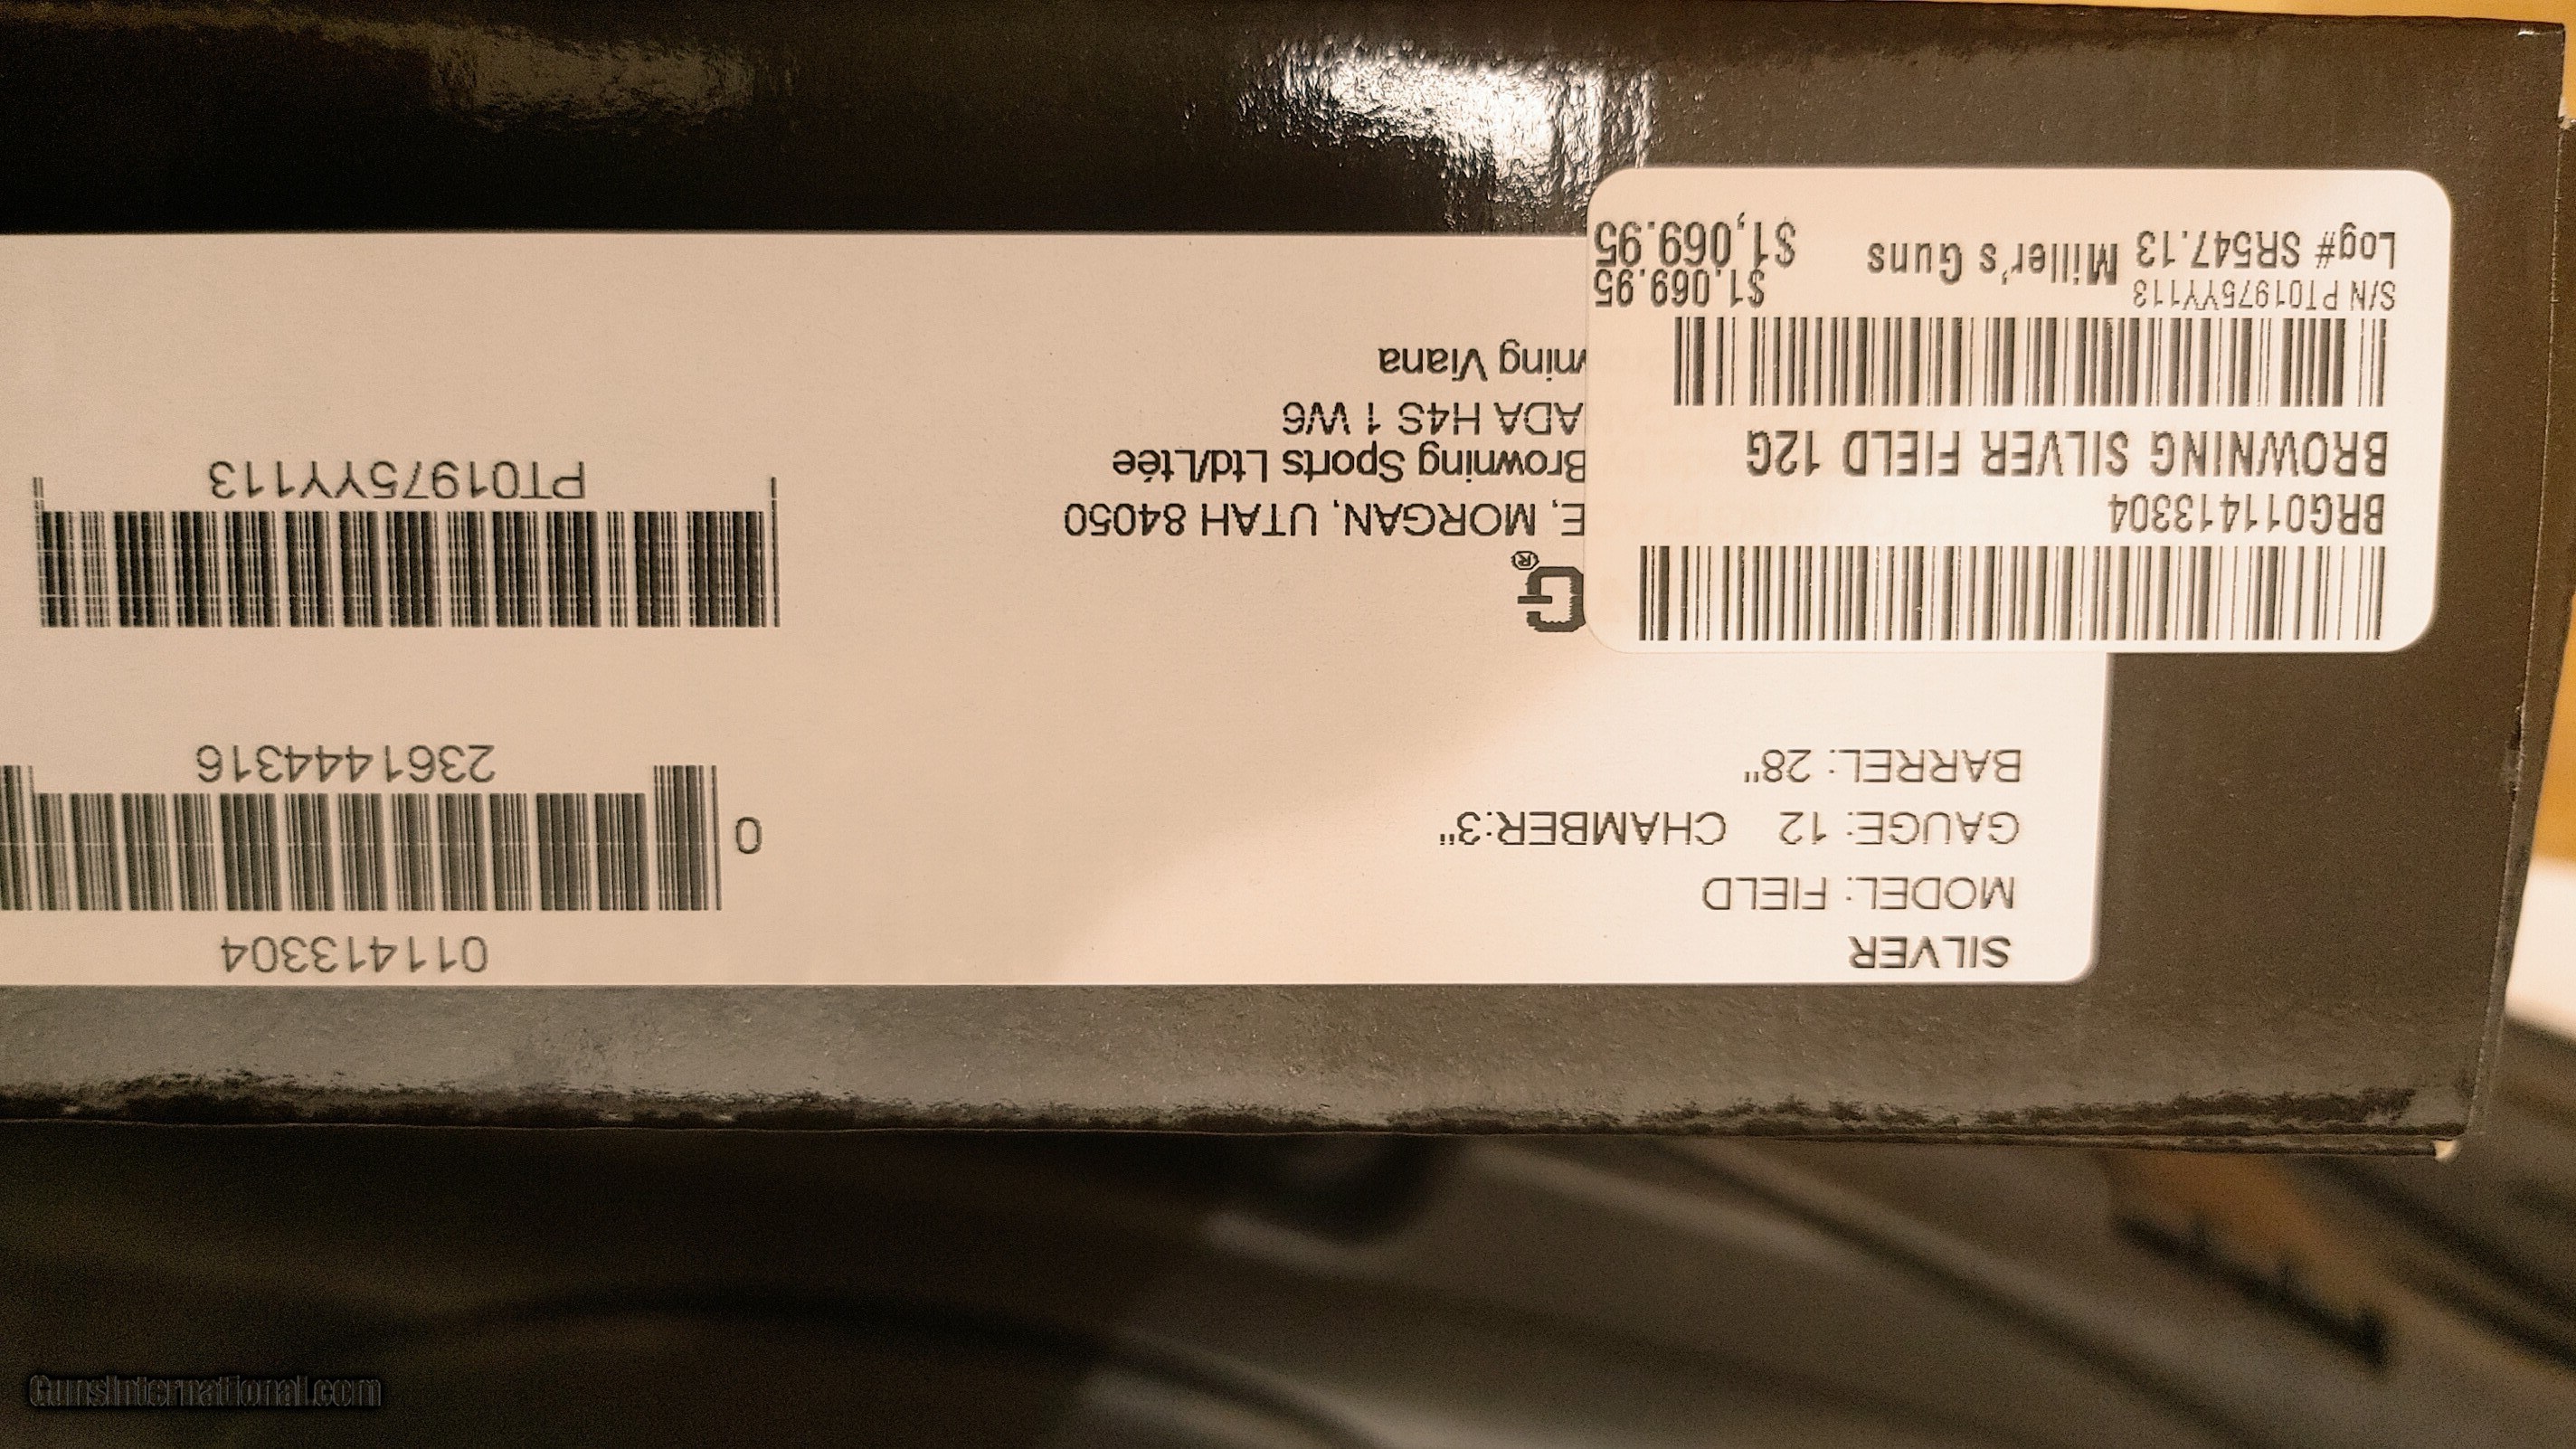 SILVER
MODEL: FIELD
GAUGE: 12 CHAMBER:3"
BARREL: 28"
011413304
0
2361444316
G®
E, MORGAN, UTAH 84050
Browning Sports Ltd/Ltée
ADA H4S 1 W6
wning Viana
PT01975YY113
BRG011413304
BROWNING SILVER FIELD 12G
S/N PT01975YY113
$1,069.95
Log# SR547.13 Miller's Guns $1,069.95
GunsInternational.com